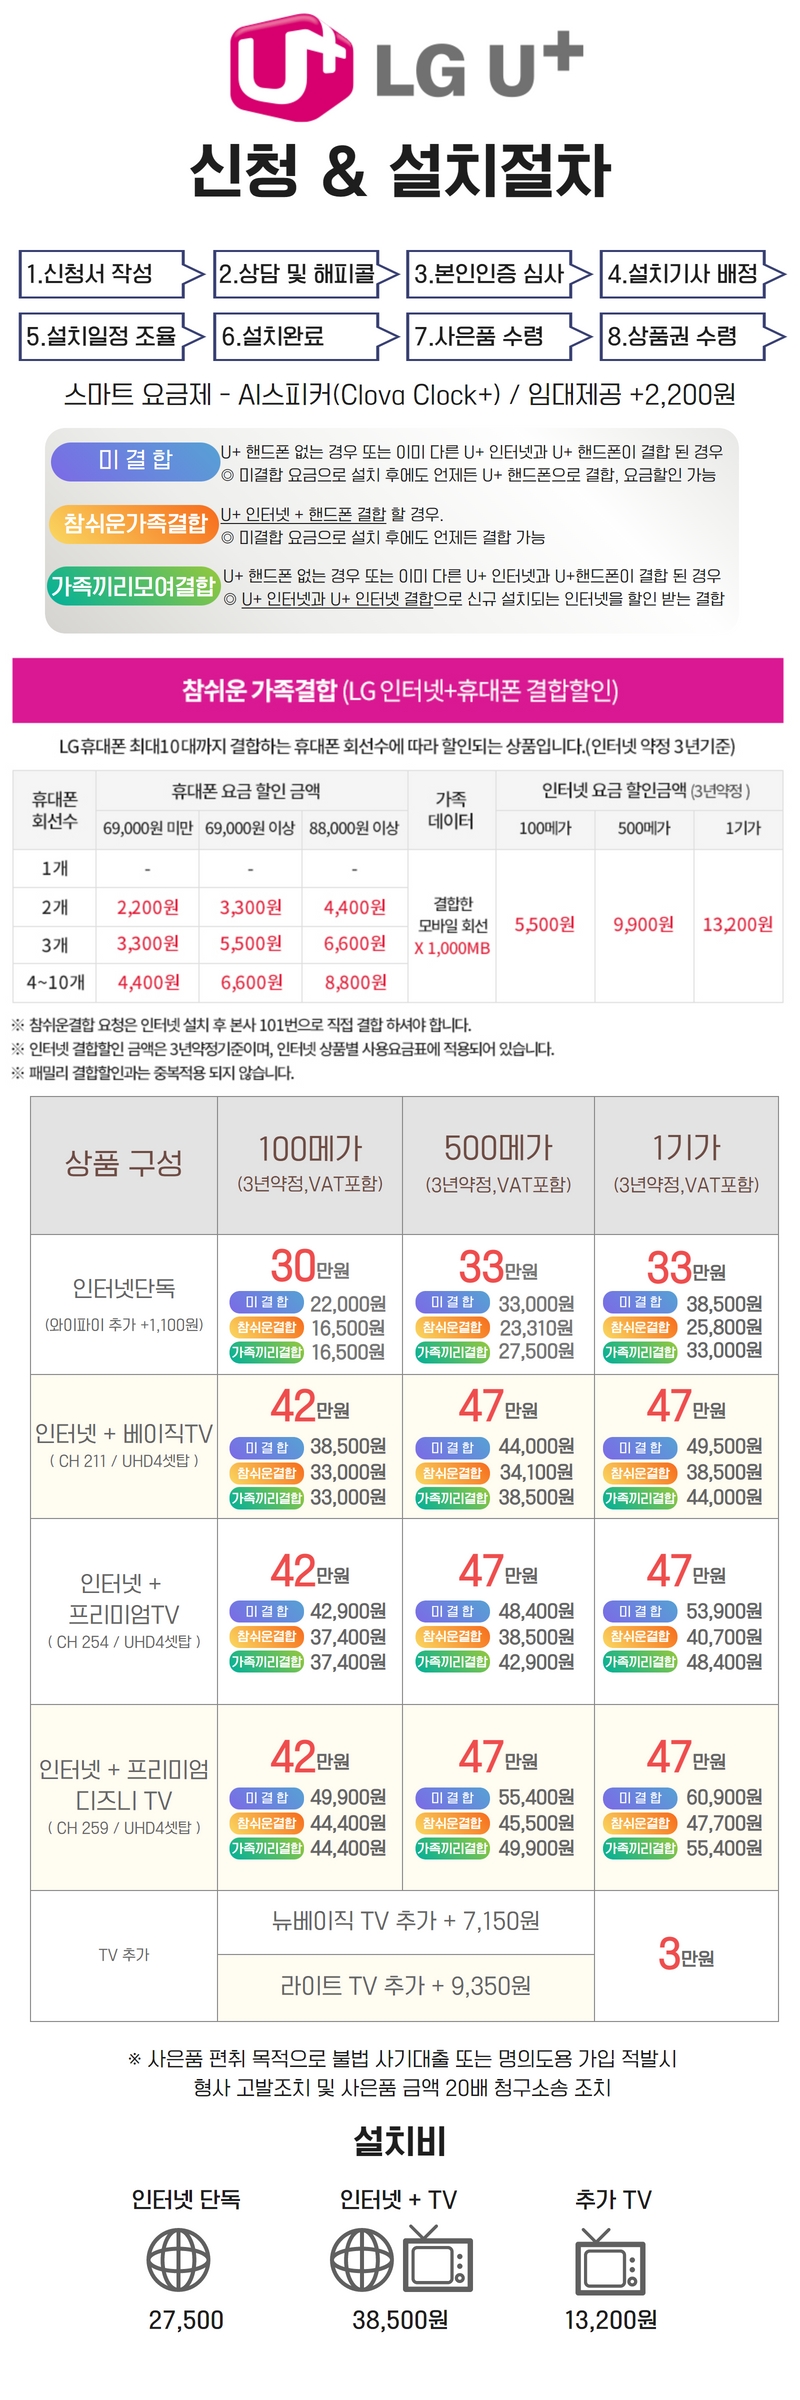 U+ LG U+
신청 & 설치절차
1.신청서 작성
2.상담 및 해피콜
3.본인인증 심사
4.설치기사 배정
5.설치일정 조율
6.설치완료
7.사은품 수령
8.상품권 수령
스마트 요금제 - AI스피커(Clova Clock+) / 임대제공 +2,200원
미 결 합
U+ 핸드폰 없는 경우 또는 이미 다른 U+ 인터넷과 U+ 핸드폰이 결합 된 경우
◎ 미결합 요금으로 설치 후에도 언제든 U+ 핸드폰으로 결합, 요금할인 가능
참쉬운가족결합
U+ 인터넷 + 핸드폰 결합 할 경우.
◎ 미결합 요금으로 설치 후에도 언제든 결합 가능
가족끼리모여결합
U+ 핸드폰 없는 경우 또는 이미 다른 U+ 인터넷과 U+핸드폰이 결합 된 경우
◎ U+ 인터넷과 U+ 인터넷 결합으로 신규 설치되는 인터넷을 할인 받는 결합
참쉬운 가족결합 (LG 인터넷+휴대폰 결합할인)
LG휴대폰 최대10대까지 결합하는 휴대폰 회선수에 따라 할인되는 상품입니다.(인터넷 약정 3년기준)
휴대폰 회선수
휴대폰 요금 할인 금액
가족 데이터
인터넷 요금 할인금액 (3년약정 )
69,000원 미만 69,000원 이상 88,000원 이상
100메가 500메가 1기가
1개 - - -
2개 2,200원 3,300원 4,400원
3개 3,300원 5,500원 6,600원
4~10개 4,400원 6,600원 8,800원
결합한
모바일 회선
X 1,000MB
5,500원 9,900원 13,200원
※ 참쉬운결합 요청은 인터넷 설치 후 본사 101번으로 직접 결합 하셔야 합니다.
※ 인터넷 결합할인 금액은 3년약정기준이며, 인터넷 상품별 사용요금표에 적용되어 있습니다.
※ 패밀리 결합할인과는 중복적용 되지 않습니다.
상품 구성
100메가
(3년약정,VAT포함)
500메가
(3년약정,VAT포함)
1기가
(3년약정,VAT포함)
인터넷단독
(와이파이 추가 +1,100원)
30만원
미 결 합 22,000원
참쉬운결합 16,500원
가족끼리결합 16,500원
33만원
미 결 합 33,000원
참쉬운결합 23,310원
가족끼리결합 27,500원
33만원
미 결 합 38,500원
참쉬운결합 25,800원
가족끼리결합 33,000원
인터넷 + 베이직TV
( CH 211 / UHD4셋탑 )
42만원
미 결 합 38,500원
참쉬운결합 33,000원
가족끼리결합 33,000원
47만원
미 결 합 44,000원
참쉬운결합 34,100원
가족끼리결합 38,500원
47만원
미 결 합 49,500원
참쉬운결합 38,500원
가족끼리결합 44,000원
인터넷 +
프리미엄TV
( CH 254 / UHD4셋탑 )
42만원
미 결 합 42,900원
참쉬운결합 37,400원
가족끼리결합 37,400원
47만원
미 결 합 48,400원
참쉬운결합 38,500원
가족끼리결합 42,900원
47만원
미 결 합 53,900원
참쉬운결합 40,700원
가족끼리결합 48,400원
인터넷 + 프리미엄
디즈니 TV
( CH 259 / UHD4셋탑 )
42만원
미 결 합 49,900원
참쉬운결합 44,400원
가족끼리결합 44,400원
47만원
미 결 합 55,400원
참쉬운결합 45,500원
가족끼리결합 49,900원
47만원
미 결 합 60,900원
참쉬운결합 47,700원
가족끼리결합 55,400원
TV 추가
뉴베이직 TV 추가 + 7,150원
라이트 TV 추가 + 9,350원
3만원
※ 사은품 편취 목적으로 불법 사기대출 또는 명의도용 가입 적발시
형사 고발조치 및 사은품 금액 20배 청구소송 조치
설치비
인터넷 단독
인터넷 + TV
추가 TV
27,500
38,500원
13,200원